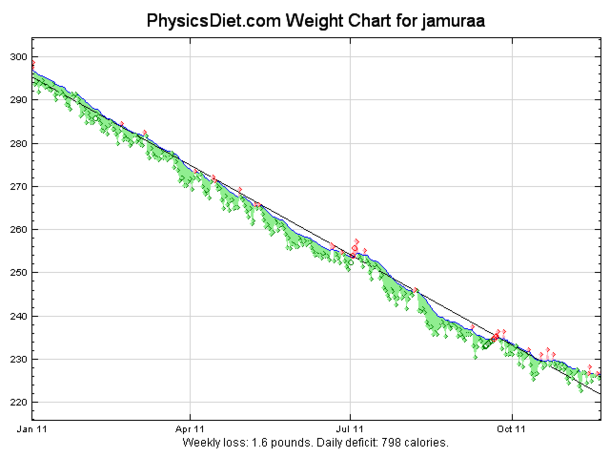 PhysicsDiet.com Weight Chart for jamuraa
300
290
280
270
260
250
240
230
220
Jan 11
Apr 11
Jul 11
Oct 11
Weekly loss: 1.6 pounds. Daily deficit: 798 calories.